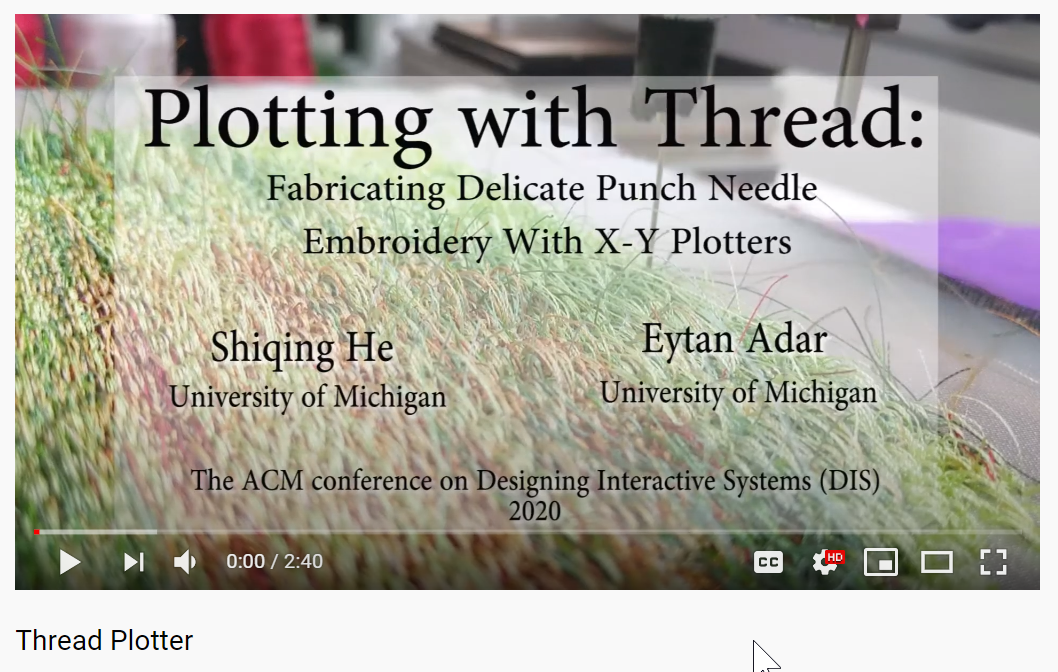 Plotting with Thread:
Fabricating Delicate Punch Needle
Embroidery With X-Y Plotters
Shiqing He
Eytan Adar
University of Michigan
University of Michigan
The ACM conference on Designing Interactive Systems (DIS)
2020
0:00 / 2:40
CC
HD
Thread Plotter